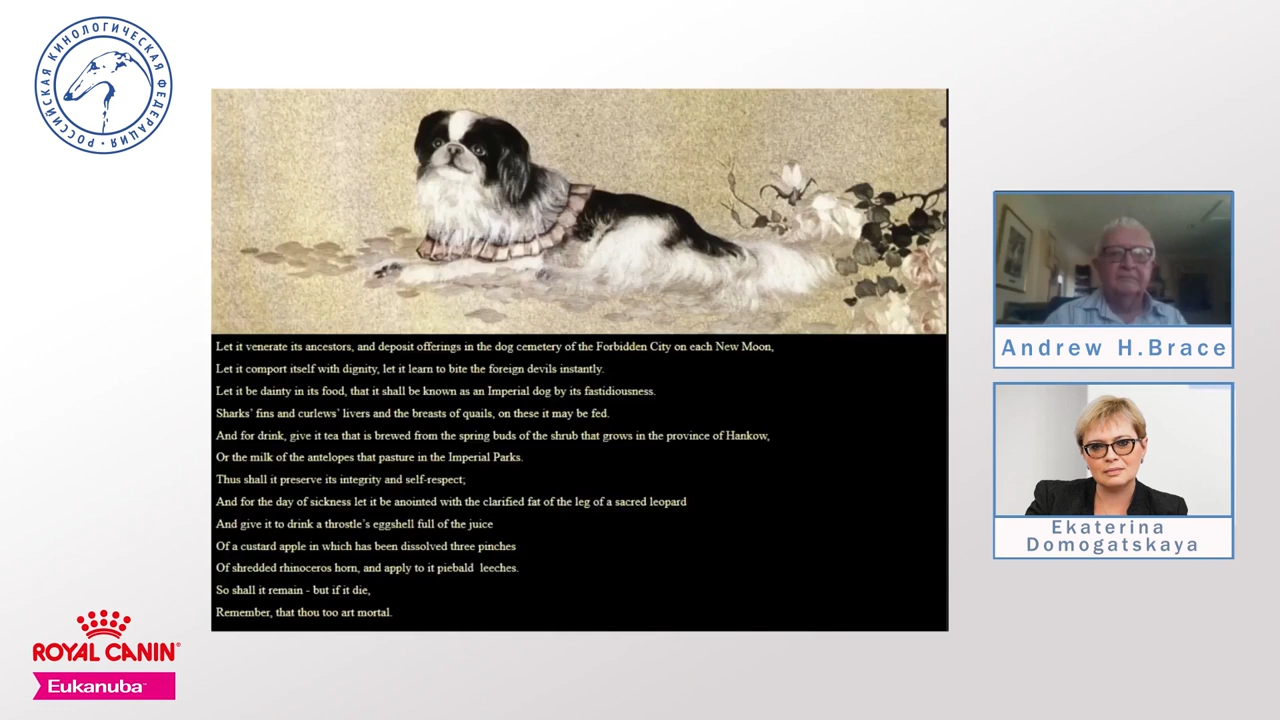 РОССИЙСКАЯ КИНОЛОГИЧЕСКАЯ ФЕДЕРАЦИЯ •
Let it venerate its ancestors, and deposit offerings in the dog cemetery of the Forbidden City on each New Moon,
Let it comport itself with dignity, let it learn to bite the foreign devils instantly.
Let it be dainty in its food, that it shall be known as an Imperial dog by its fastidiousness.
Sharks' fins and curlews' livers and the breasts of quails, on these it may be fed.
And for drink, give it tea that is brewed from the spring buds of the shrub that grows in the province of Hankow,
Or the milk of the antelopes that pasture in the Imperial Parks.
Thus shall it preserve its integrity and self-respect;
And for the day of sickness let it be anointed with the clarified fat of the leg of a sacred leopard
And give it to drink a throstle's eggshell full of the juice
Of a custard apple in which has been dissolved three pinches
Of shredded rhinoceros horn, and apply to it piebald leeches.
So shall it remain - but if it die,
Remember, that thou too art mortal.
Andrew H.Brace
Ekaterina
Domogatskaya
ROYAL CANIN®
Eukanuba™